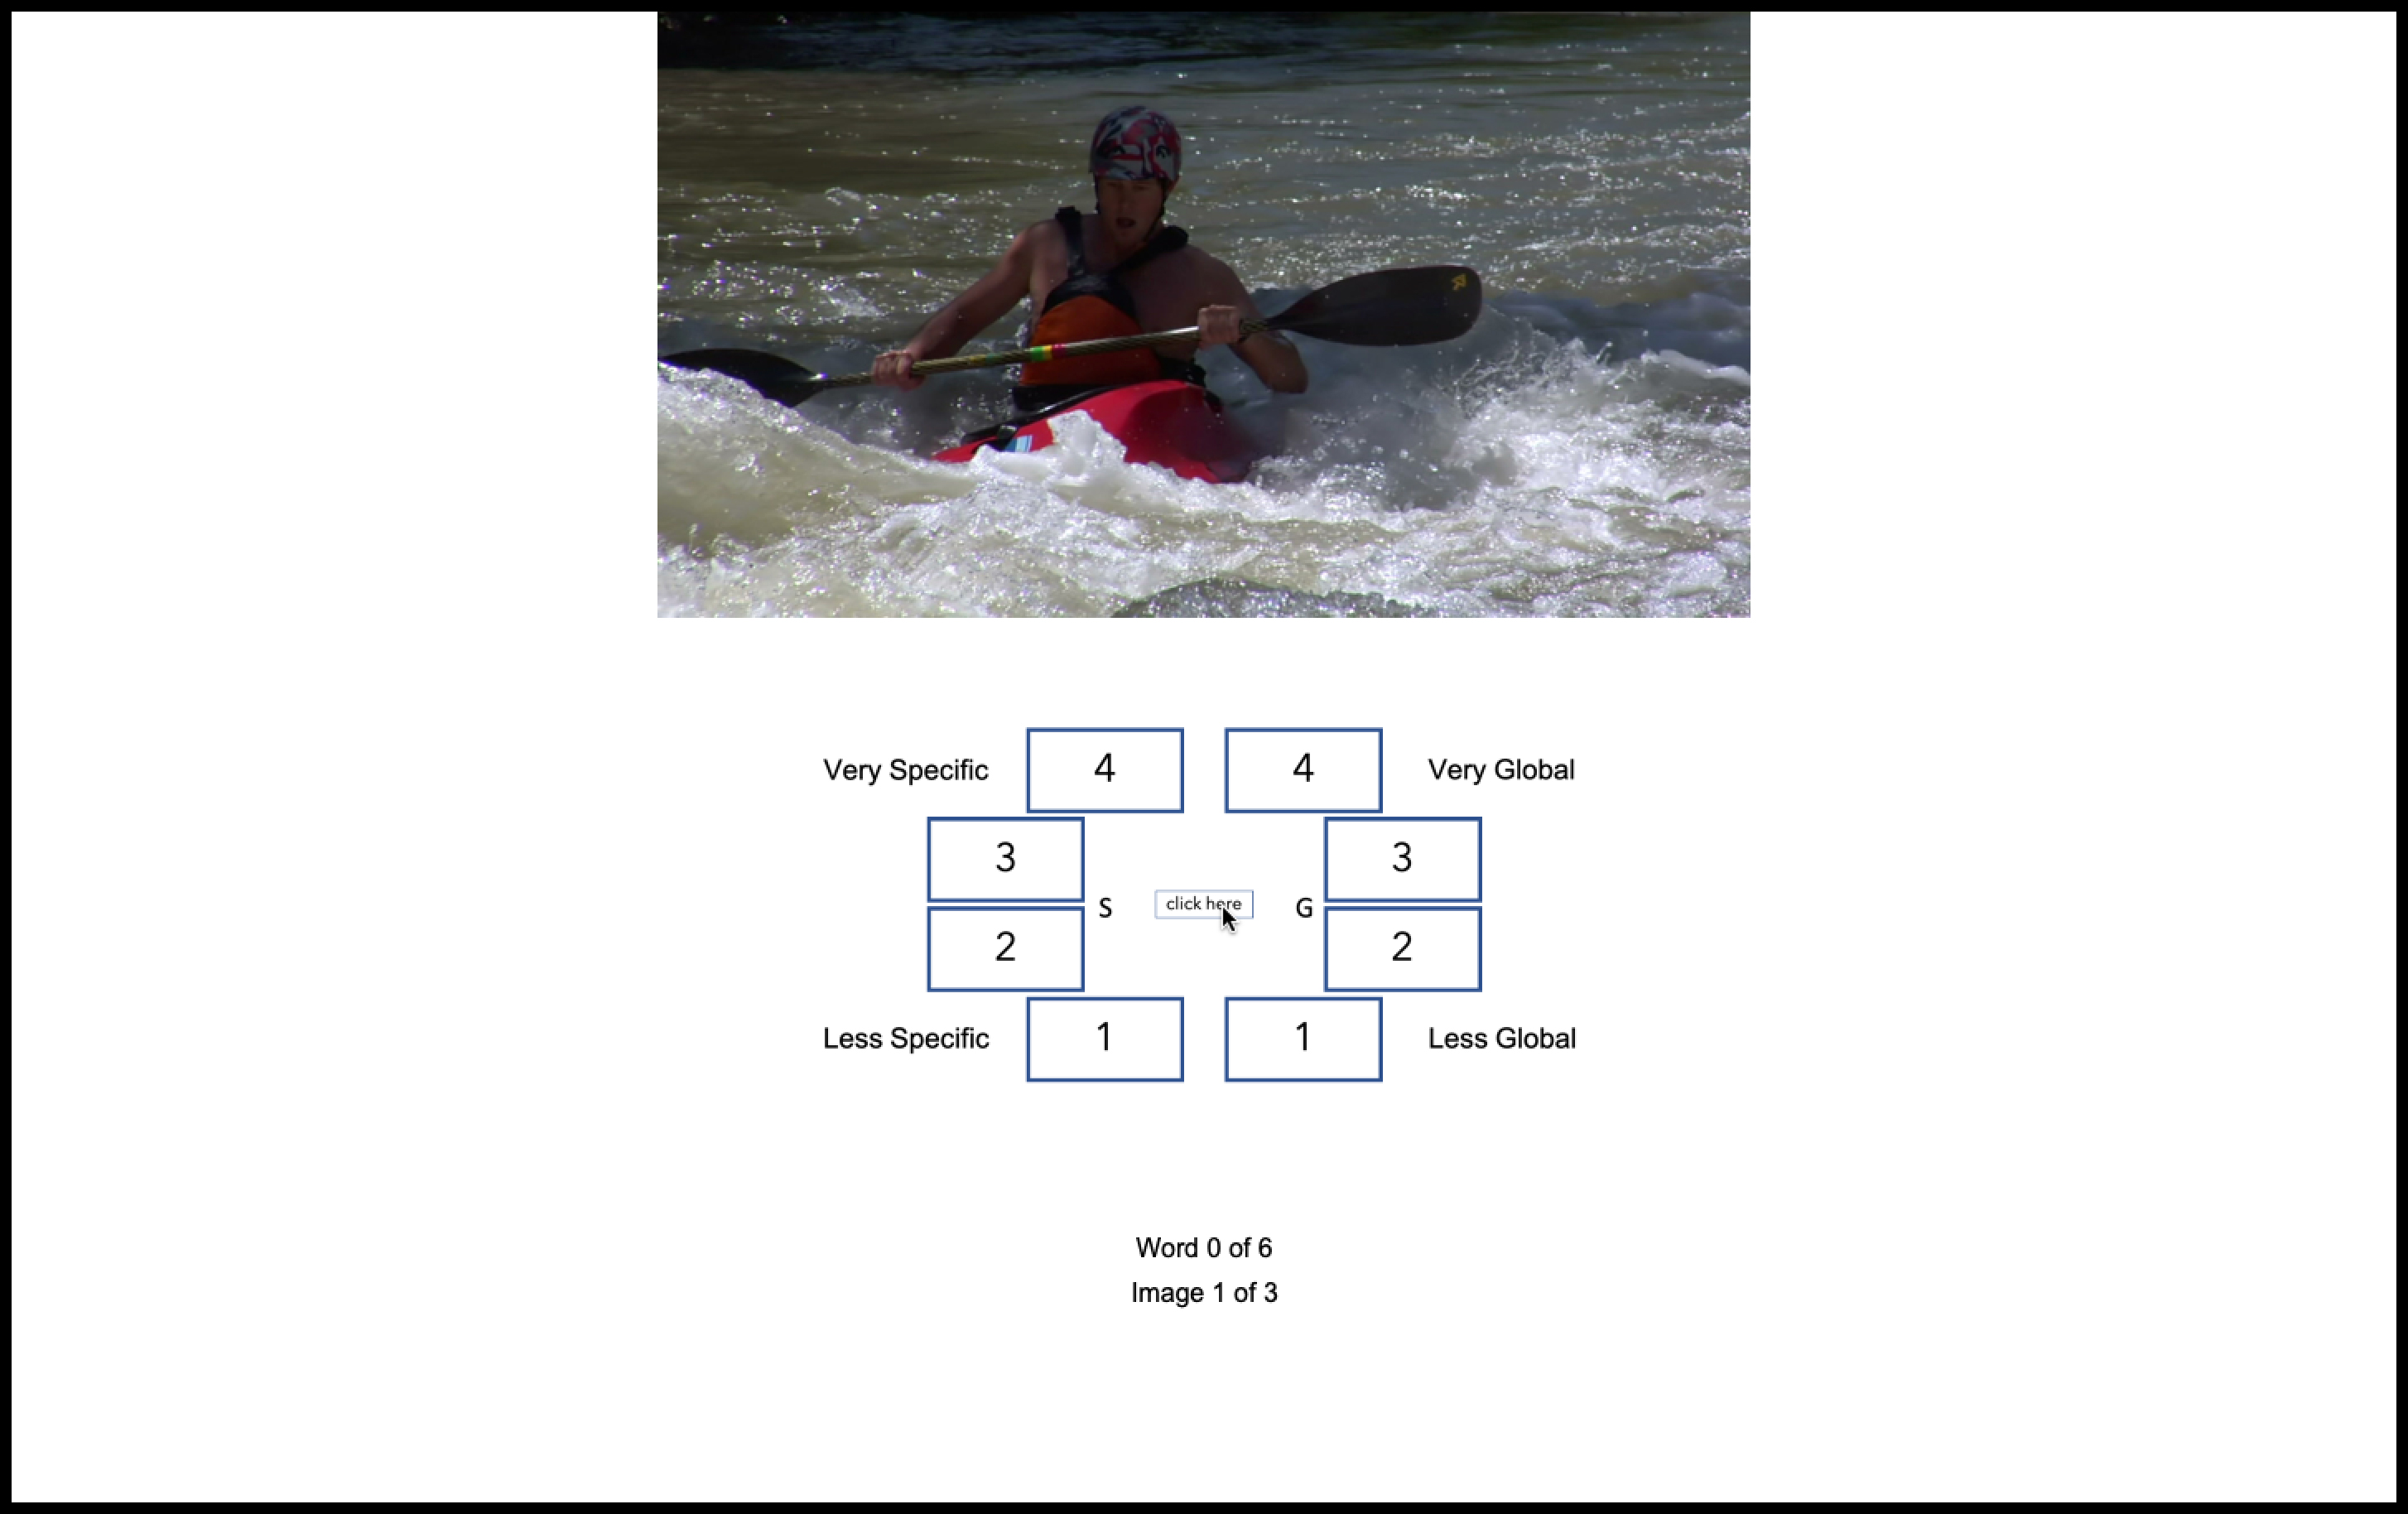 Very Specific 4 4 Very Global
3 3
S click here G
2 2
Less Specific 1 1 Less Global
Word 0 of 6
Image 1 of 3